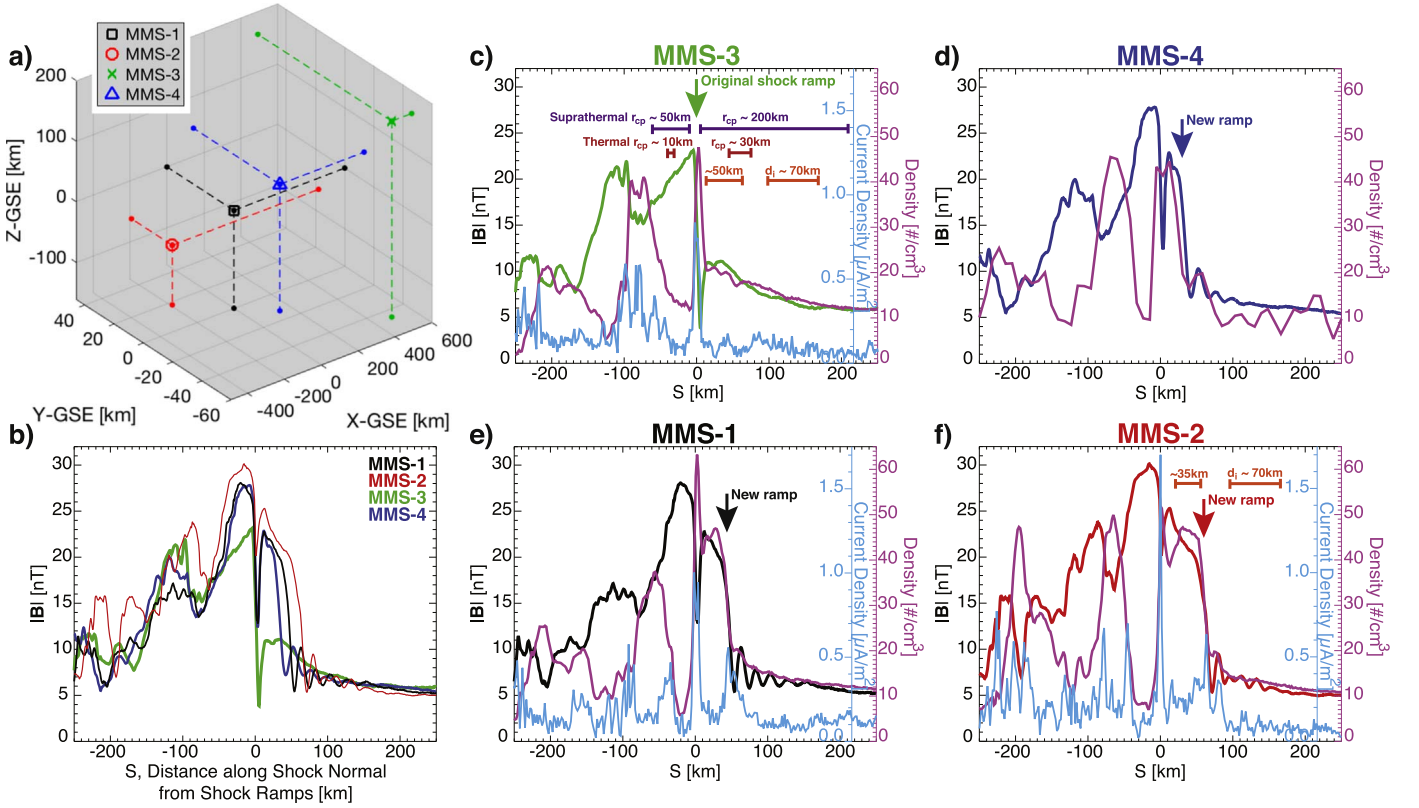 a)
MMS-1
MMS-2
MMS-3
MMS-4
200
100
0
-100
Z-GSE [km]
40
20
0
-20
-40
-60
Y-GSE [km]
-400
-200
0
200
400
600
X-GSE [km]
b)
MMS-1
MMS-2
MMS-3
MMS-4
|B| [nT]
30
25
20
15
10
5
0
-200 -100 0 100 200
S, Distance along Shock Normal
from Shock Ramps [km]
c)
MMS-3
Original shock ramp
Suprathermal rcp ~ 50km
rcp ~ 200km
Thermal rcp ~ 10km
rcp ~ 30km
~50km
di ~ 70km
|B| [nT]
30
25
20
15
10
5
0
-200 -100 0 100 200
S [km]
1.5
1.0
0.5
Current Density [μA/m2]
60
50
40
30
20
10
0
Density [#/cm3]
d)
MMS-4
New ramp
|B| [nT]
30
25
20
15
10
5
0
-200 -100 0 100 200
S [km]
60
50
40
30
20
10
0
Density [#/cm3]
e)
MMS-1
New ramp
|B| [nT]
30
25
20
15
10
5
0
-200 -100 0 100 200
S [km]
1.5
1.0
0.5
0.0
Current Density [μA/m2]
60
50
40
30
20
10
0
Density [#/cm3]
f)
MMS-2
~35km
di ~ 70km
New ramp
|B| [nT]
30
25
20
15
10
5
0
-200 -100 0 100 200
S [km]
1.5
1.0
0.5
0.0
Current Density [μA/m2]
60
50
40
30
20
10
0
Density [#/cm3]